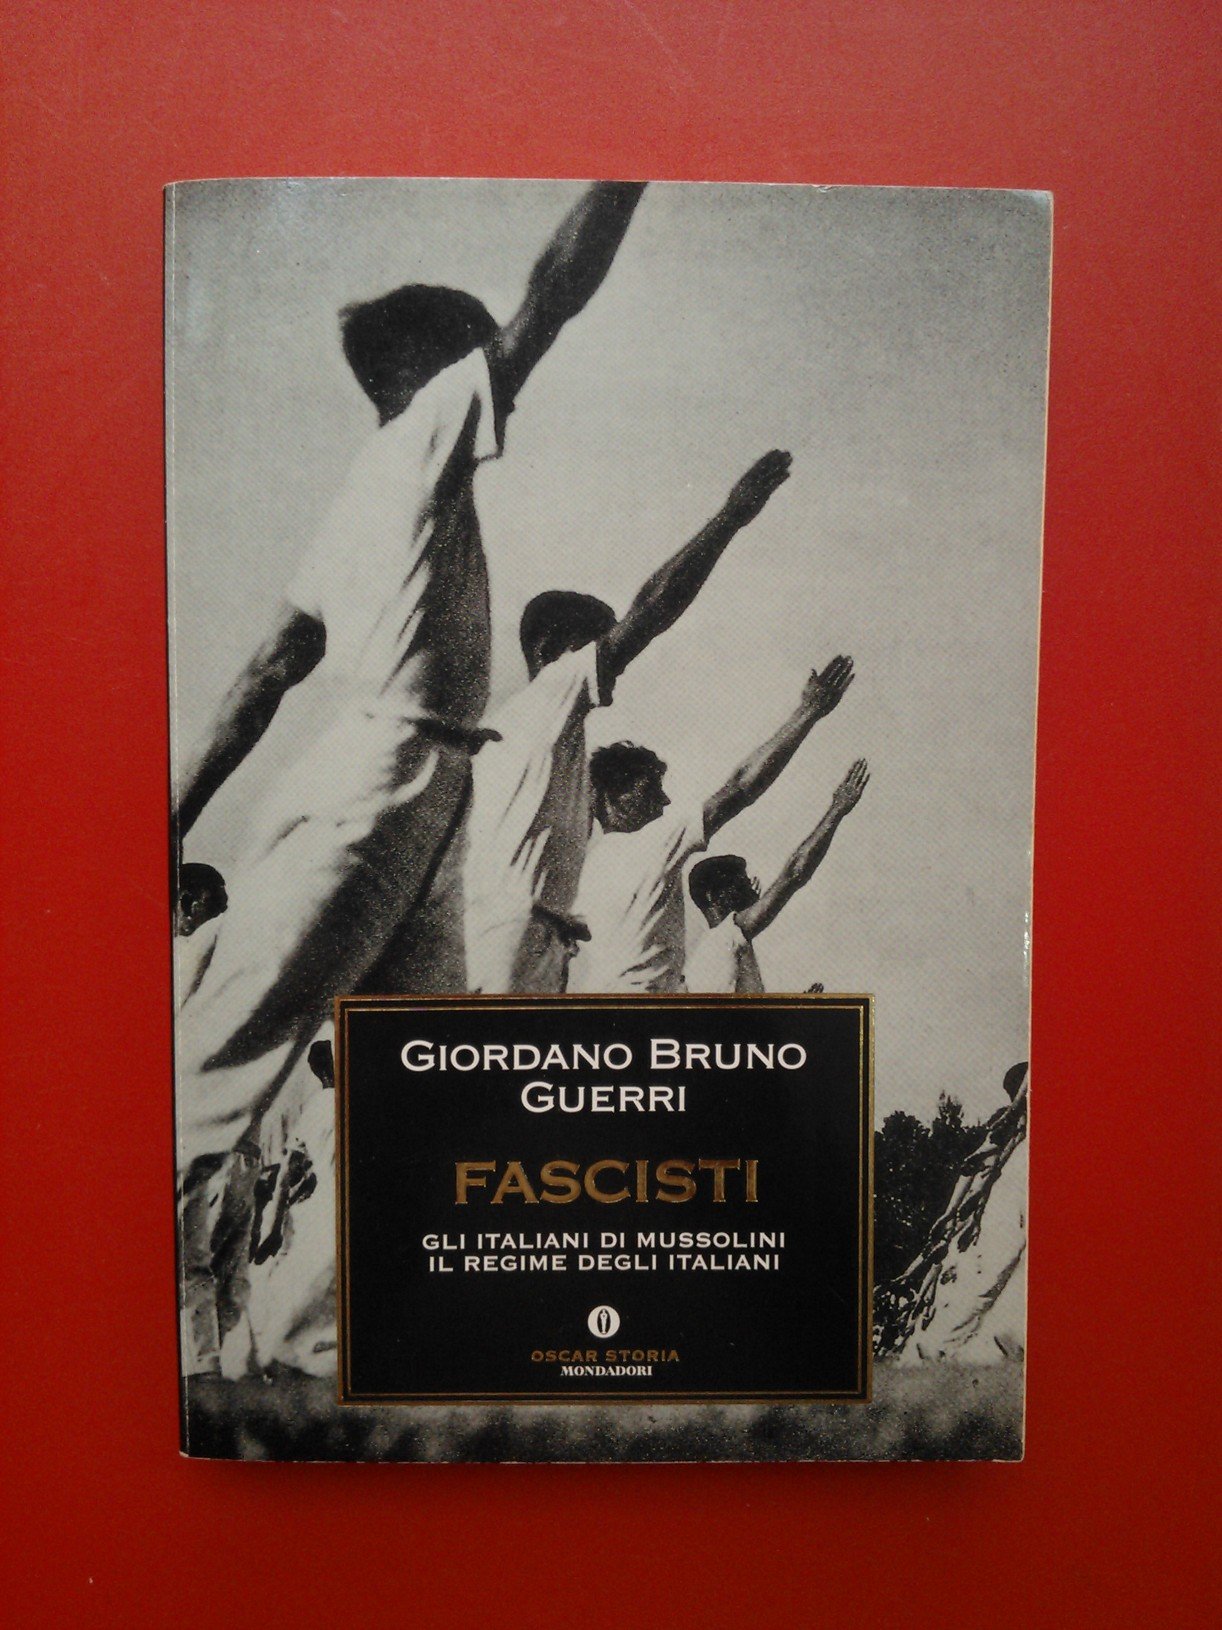 GIORDANO BRUNO
GUERRI
FASCISTI
GLI ITALIANI DI MUSSOLINI
IL REGIME DEGLI ITALIANI
OSCAR STORIA
MONDADORI